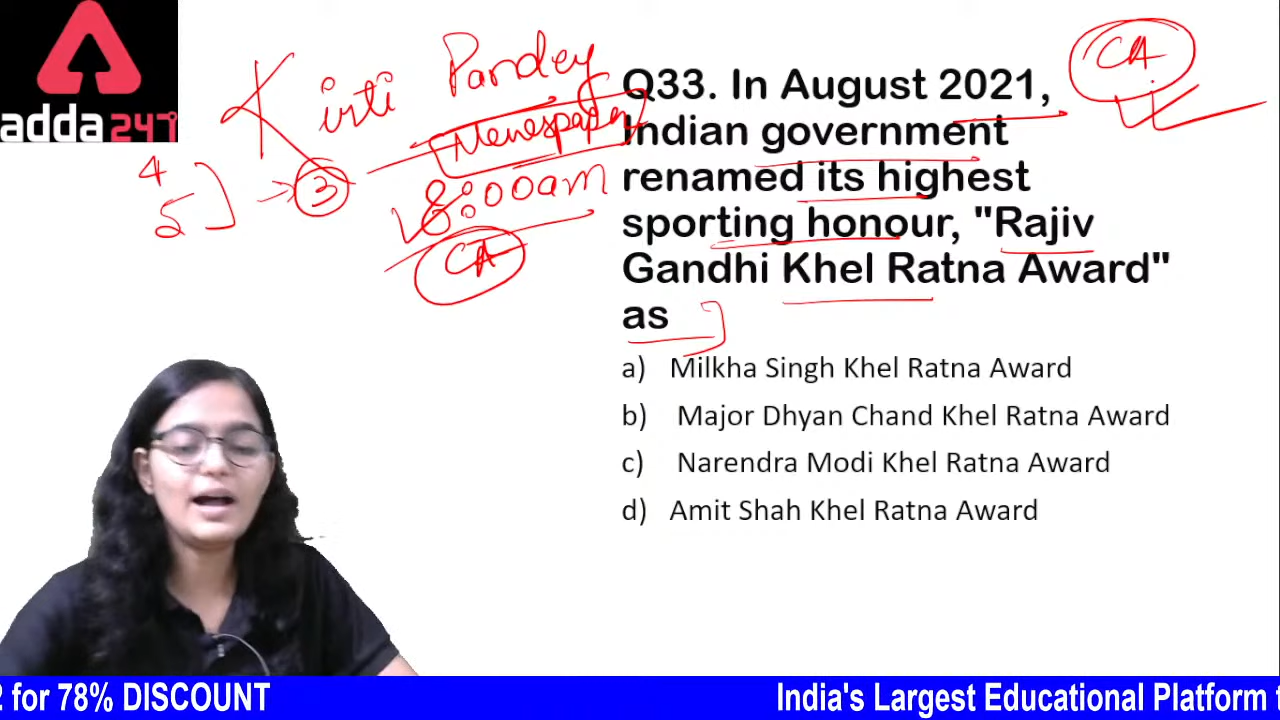 adda247
Kirti Pandey
Newespaper
4
5
3
8:00am
CA
CA
Q33. In August 2021,
Indian government
renamed its highest
sporting honour, "Rajiv
Gandhi Khel Ratna Award"
as
a) Milkha Singh Khel Ratna Award
b) Major Dhyan Chand Khel Ratna Award
c) Narendra Modi Khel Ratna Award
d) Amit Shah Khel Ratna Award
2 for 78% DISCOUNT
India's Largest Educational Platform t